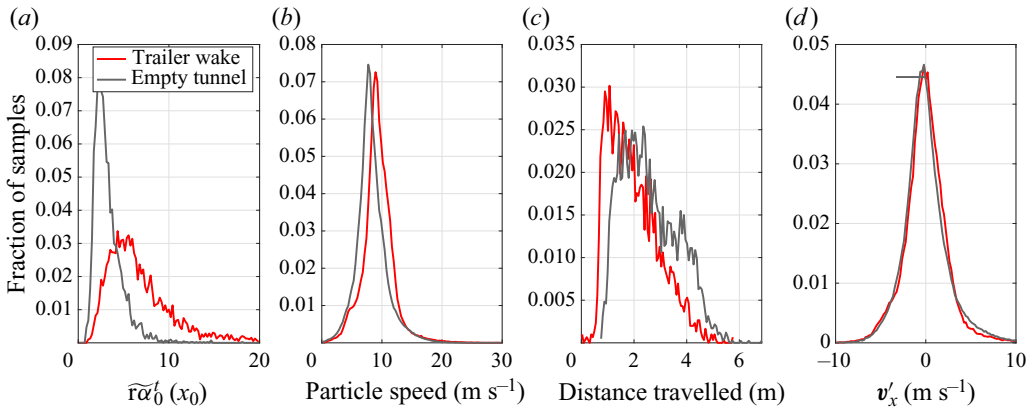 (a) (b) (c) (d)
Fraction of samples
0.09
0.08
0.07
0.06
0.05
0.04
0.03
0.02
0.01
0 10 20
Trailer wake
Empty tunnel
r͠α₀ᵗ (x₀)
0.08
0.07
0.06
0.05
0.04
0.03
0.02
0.01
0 10 20 30
Particle speed (m s⁻¹)
0.030
0.025
0.020
0.015
0.010
0.005
0 2 4 6
Distance travelled (m)
0.05
0.04
0.03
0.02
0.01
0
−10 0 10
v′ₓ (m s⁻¹)